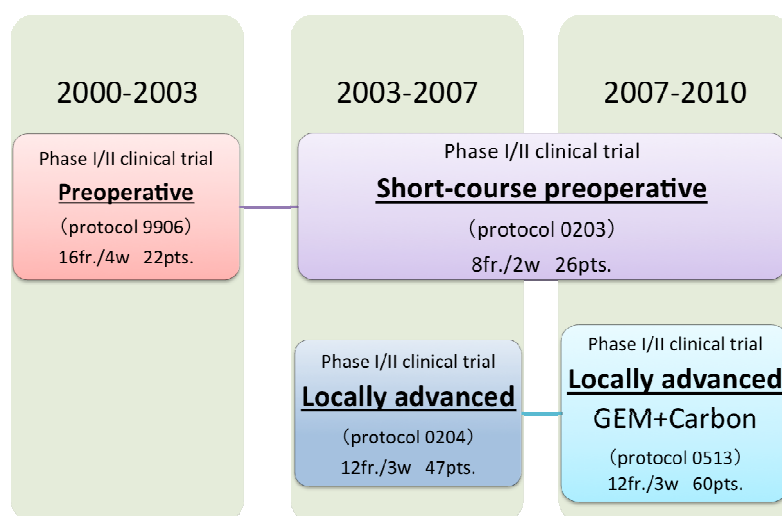 2000-2003
2003-2007
2007-2010
Phase I/II clinical trial
Preoperative
(protocol 9906)
16fr./4w 22pts.
Phase I/II clinical trial
Short-course preoperative
(protocol 0203)
8fr./2w 26pts.
Phase I/II clinical trial
Locally advanced
(protocol 0204)
12fr./3w 47pts.
Phase I/II clinical trial
Locally advanced
GEM+Carbon
(protocol 0513)
12fr./3w 60pts.